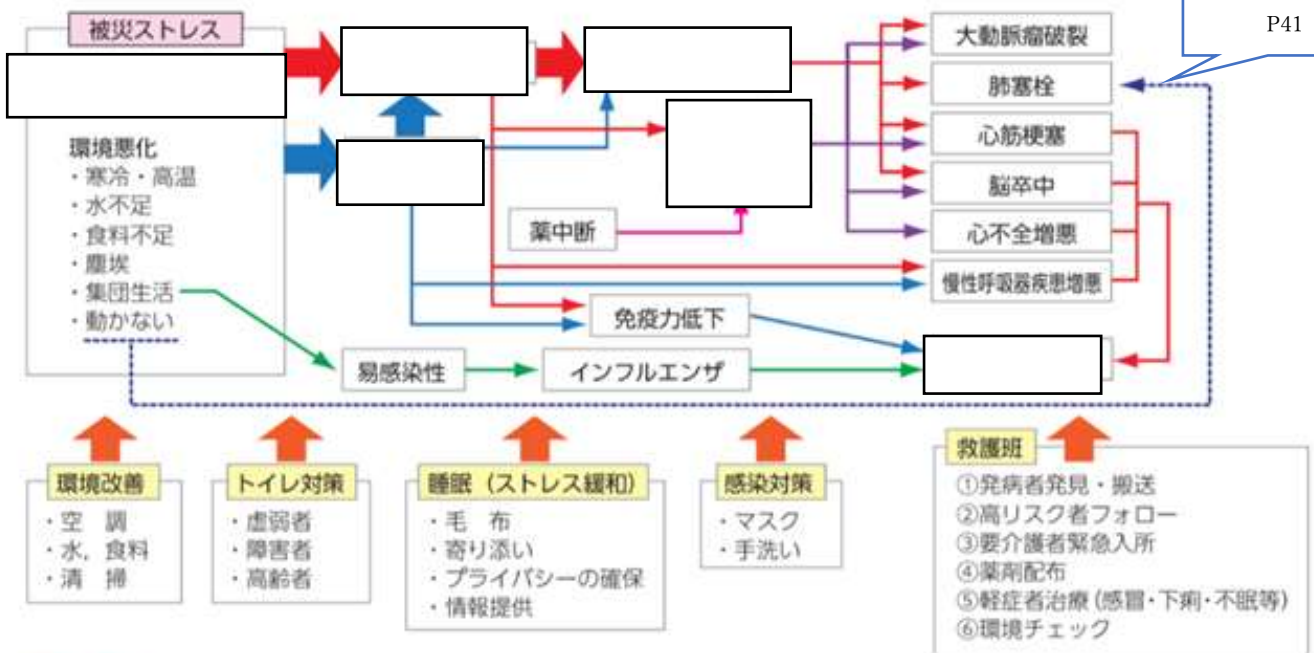 P41
被災ストレス
環境悪化
・寒冷・高温
・水不足
・食料不足
・塵埃
・集団生活
・動かない
薬中断
免疫力低下
易感染性
インフルエンザ
大動脈瘤破裂
肺塞栓
心筋梗塞
脳卒中
心不全増悪
慢性呼吸器疾患増悪
環境改善
・空 調
・水，食料
・清 掃
トイレ対策
・虚弱者
・障害者
・高齢者
睡眠（ストレス緩和）
・毛 布
・寄り添い
・プライバシーの確保
・情報提供
感染対策
・マスク
・手洗い
救護班
①発病者発見・搬送
②高リスク者フォロー
③要介護者緊急入所
④薬剤配布
⑤軽症者治療（感冒・下痢・不眠等）
⑥環境チェック